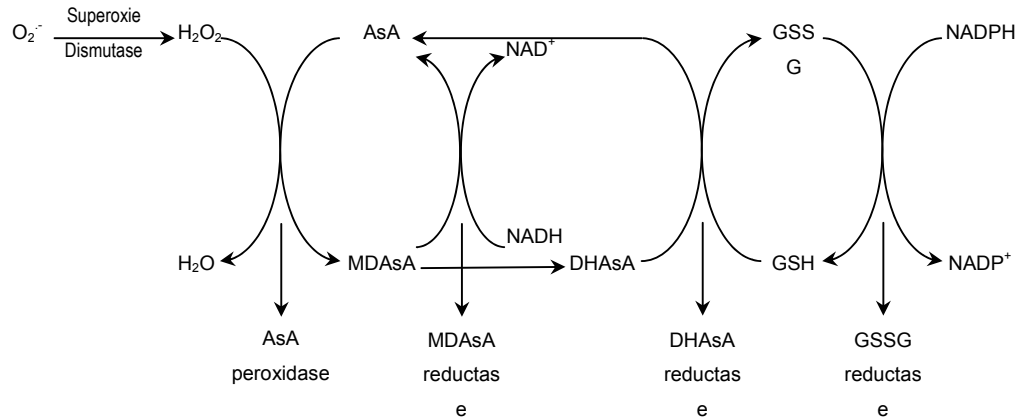 Superoxie
O₂·⁻
Dismutase
H₂O₂
AsA
NAD⁺
GSS
G
NADPH
H₂O
MDAsA
NADH
DHAsA
GSH
NADP⁺
AsA
peroxidase
MDAsA
reductas
e
DHAsA
reductas
e
GSSG
reductas
e